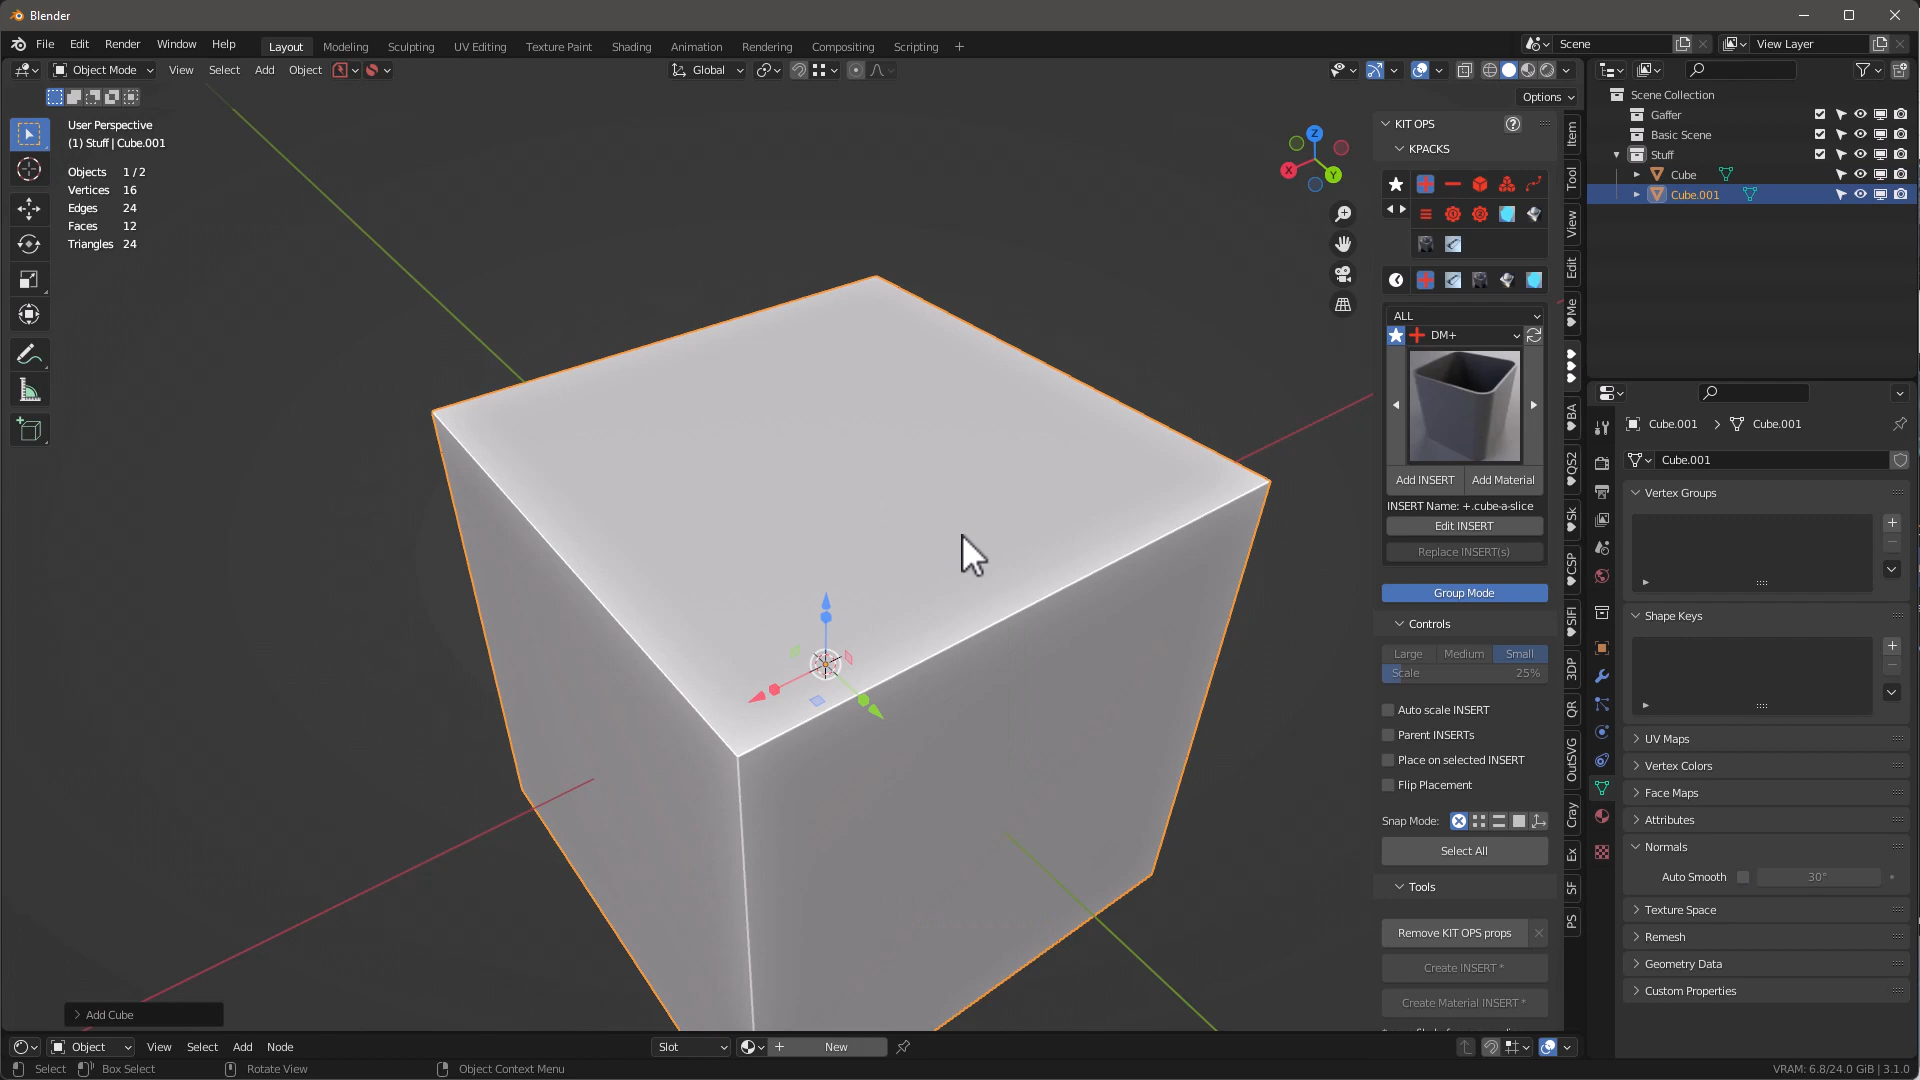 Blender
File Edit Render Window Help Layout Modeling Sculpting UV Editing Texture Paint Shading Animation Rendering Compositing Scripting + Scene View Layer
Object Mode View Select Add Object Global
Options
User Perspective
(1) Stuff | Cube.001
Objects 1 / 2
Vertices 16
Edges 24
Faces 12
Triangles 24
Z
X
Y
KIT OPS
KPACKS
ALL
DM+
Add INSERT Add Material
INSERT Name: +.cube-a-slice
Edit INSERT
Replace INSERT(s)
Group Mode
Controls
Large Medium Small
Scale 25%
Auto scale INSERT
Parent INSERTs
Place on selected INSERT
Flip Placement
Snap Mode:
Select All
Tools
Remove KIT OPS props
Create INSERT *
Create Material INSERT *
Item
Tool
View
Edit
Me
BA
QS2
Sk
CSP
SIFI
3DP
QR
OutSVG
Cray
Ex
SF
PS
Scene Collection
Gaffer
Basic Scene
Stuff
Cube
Cube.001
Cube.001 > Cube.001
Cube.001
Vertex Groups
Shape Keys
UV Maps
Vertex Colors
Face Maps
Attributes
Normals
Auto Smooth 30°
Texture Space
Remesh
Geometry Data
Custom Properties
Add Cube
Object View Select Add Node Slot New
Select Box Select Rotate View Object Context Menu VRAM: 6.8/24.0 GiB | 3.1.0